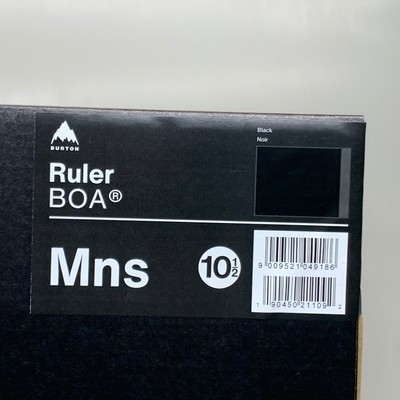 BURTON
Black
Noir
Ruler
BOA®
Mns
10½
9 009521 049186
1 90450 21109 2